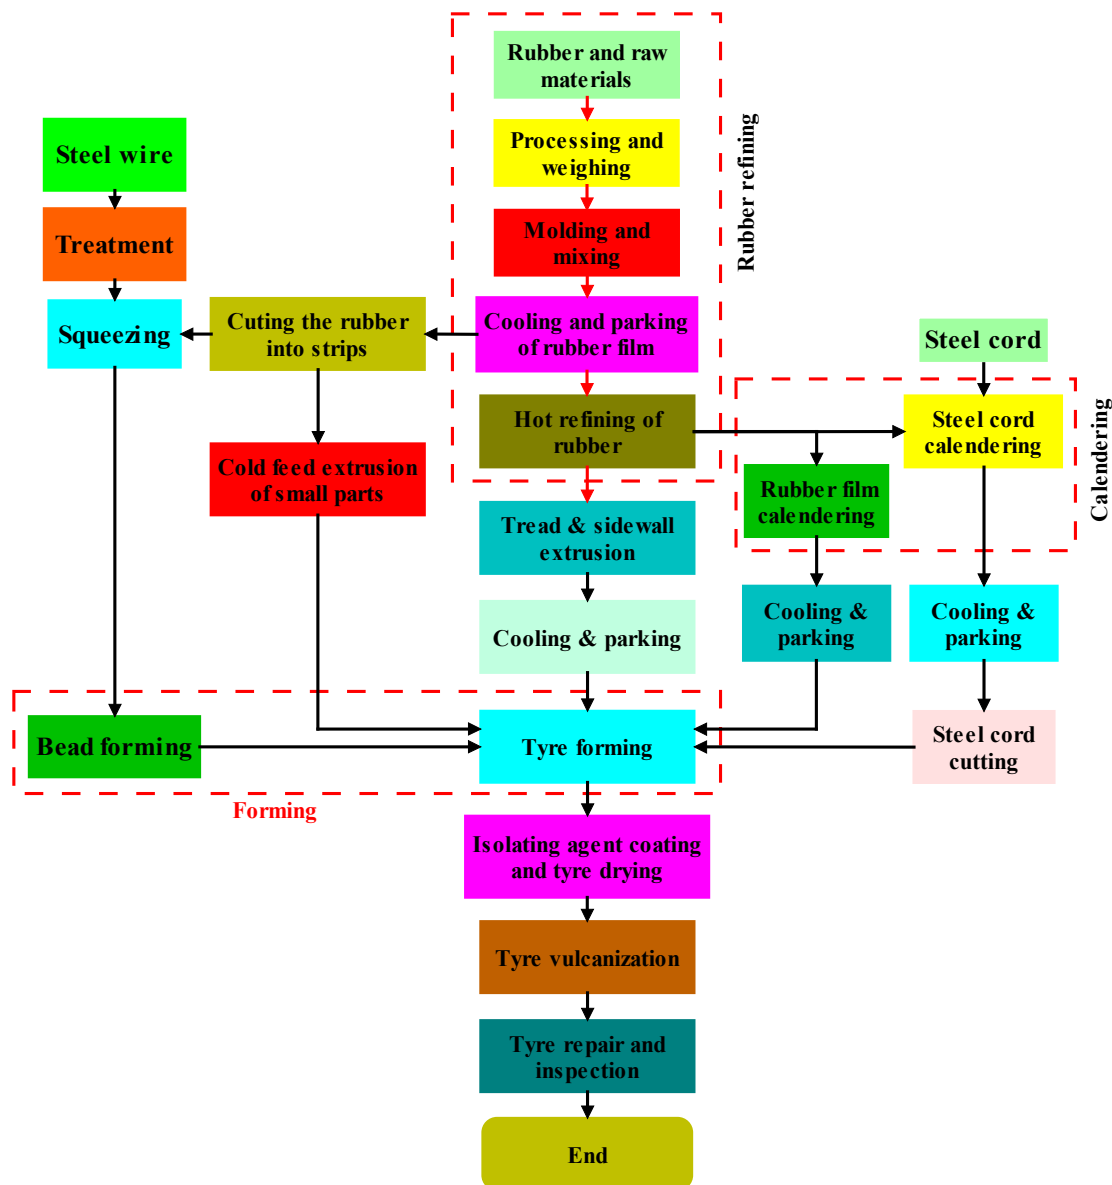 Rubber and raw
materials
Processing and
weighing
Molding and
mixing
Cooling and parking
of rubber film
Hot refining of
rubber
Rubber refining
Steel wire
Treatment
Squeezing
Cuting the rubber
into strips
Cold feed extrusion
of small parts
Steel cord
Steel cord
calendering
Rubber film
calendering
Calendering
Tread & sidewall
extrusion
Cooling & parking
Cooling &
parking
Cooling &
parking
Bead forming
Tyre forming
Steel cord
cutting
Forming
Isolating agent coating
and tyre drying
Tyre vulcanization
Tyre repair and
inspection
End